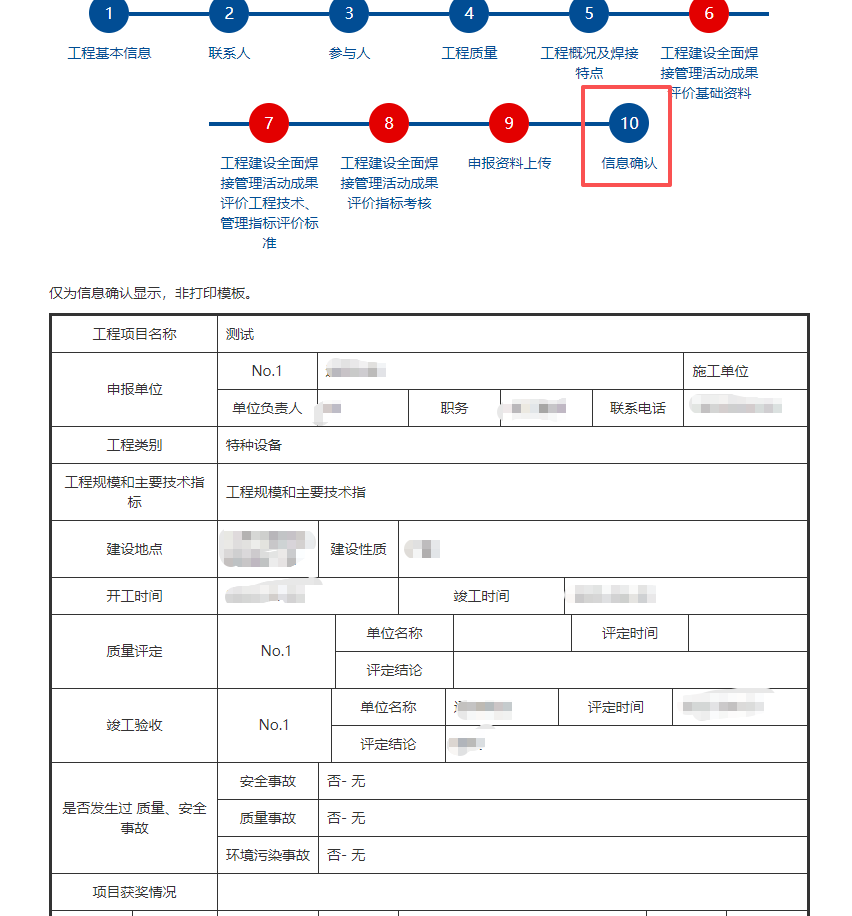 1 2 3 4 5 6
工程基本信息 联系人 参与人 工程质量 工程概况及焊接 工程建设全面焊
特点 接管理活动成果
评价基础资料
7 8 9 10
工程建设全面焊 工程建设全面焊 申报资料上传 信息确认
接管理活动成果 接管理活动成果
评价工程技术、 评价指标考核
管理指标评价标
准
仅为信息确认显示，非打印模板。
工程项目名称 测试
申报单位 No.1 施工单位
单位负责人 职务 联系电话
工程类别 特种设备
工程规模和主要技术指
标 工程规模和主要技术指
建设地点 建设性质
开工时间 竣工时间
质量评定 No.1 单位名称 评定时间
评定结论
竣工验收 No.1 单位名称 评定时间
评定结论
是否发生过 质量、安全
事故
安全事故 否- 无
质量事故 否- 无
环境污染事故 否- 无
项目获奖情况